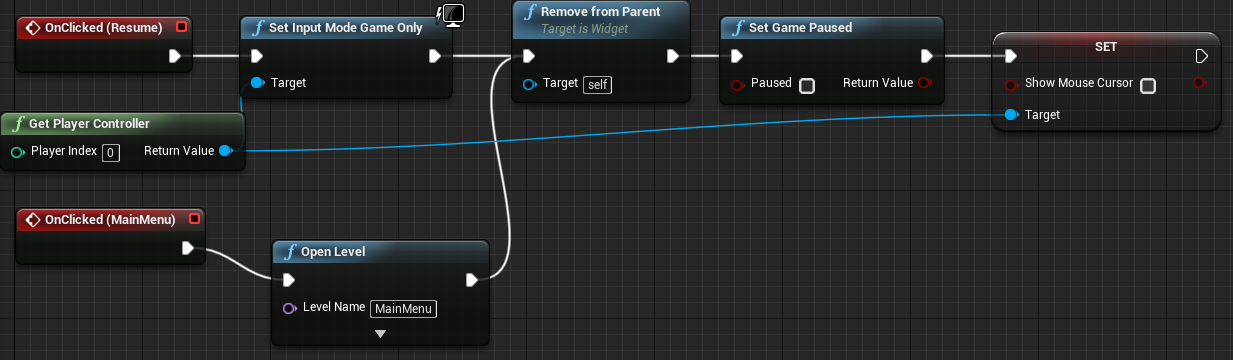 OnClicked (Resume)
Set Input Mode Game Only
Target
Remove from Parent
Target is Widget
Target self
Set Game Paused
Paused
Return Value
SET
Show Mouse Cursor
Target
Get Player Controller
Player Index 0
Return Value
OnClicked (MainMenu)
Open Level
Level Name MainMenu